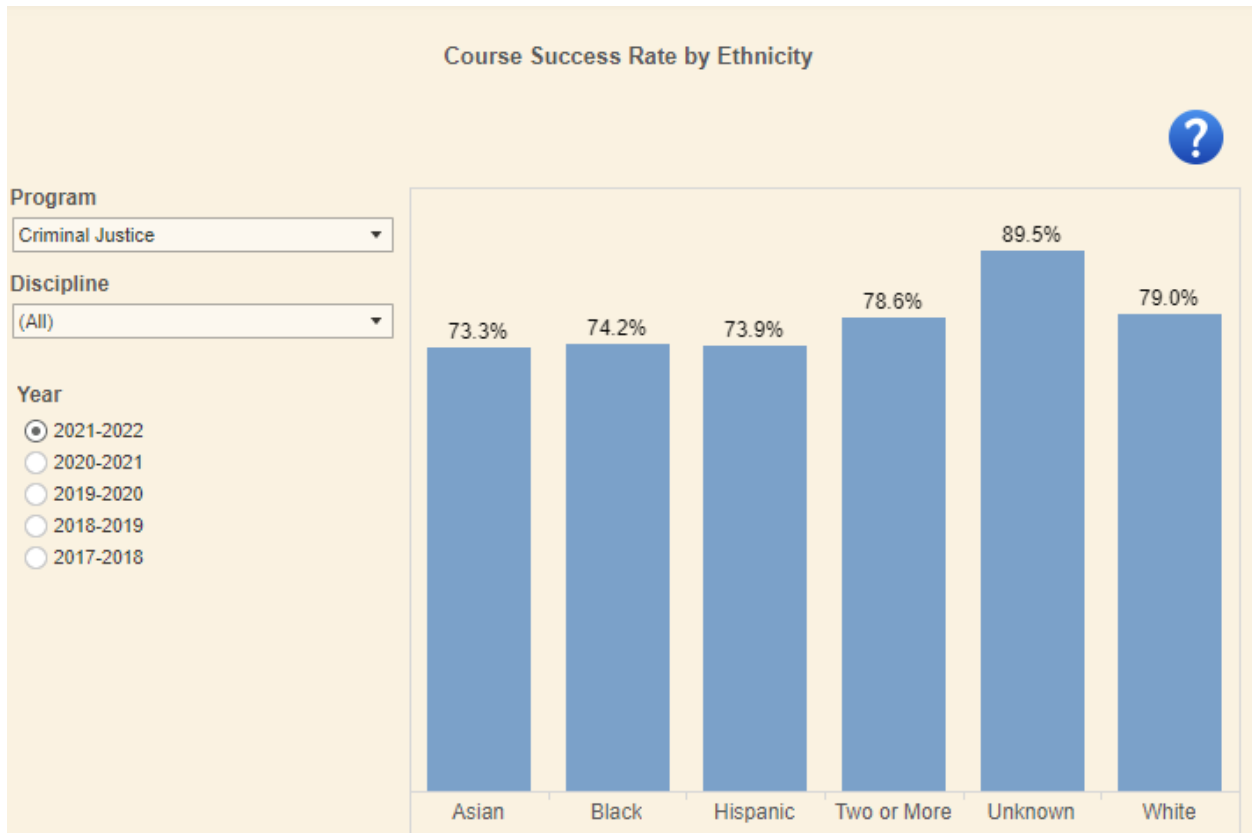 Course Success Rate by Ethnicity
?
Program
Criminal Justice
Discipline
(All)
Year
2021-2022
2020-2021
2019-2020
2018-2019
2017-2018
73.3%
74.2%
73.9%
78.6%
89.5%
79.0%
Asian
Black
Hispanic
Two or More
Unknown
White